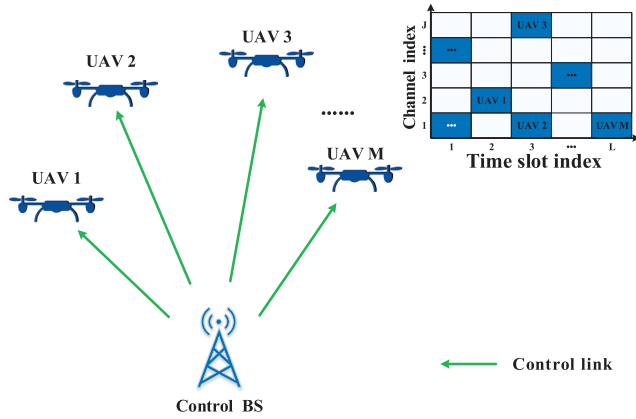 UAV 3
UAV 2
......
UAV 1
UAV M
Control BS
Control link
Channel index
J
...
3
2
1
UAV 3
...
...
UAV 1
...
UAV 2
UAV M
1
2
3
...
L
Time slot index